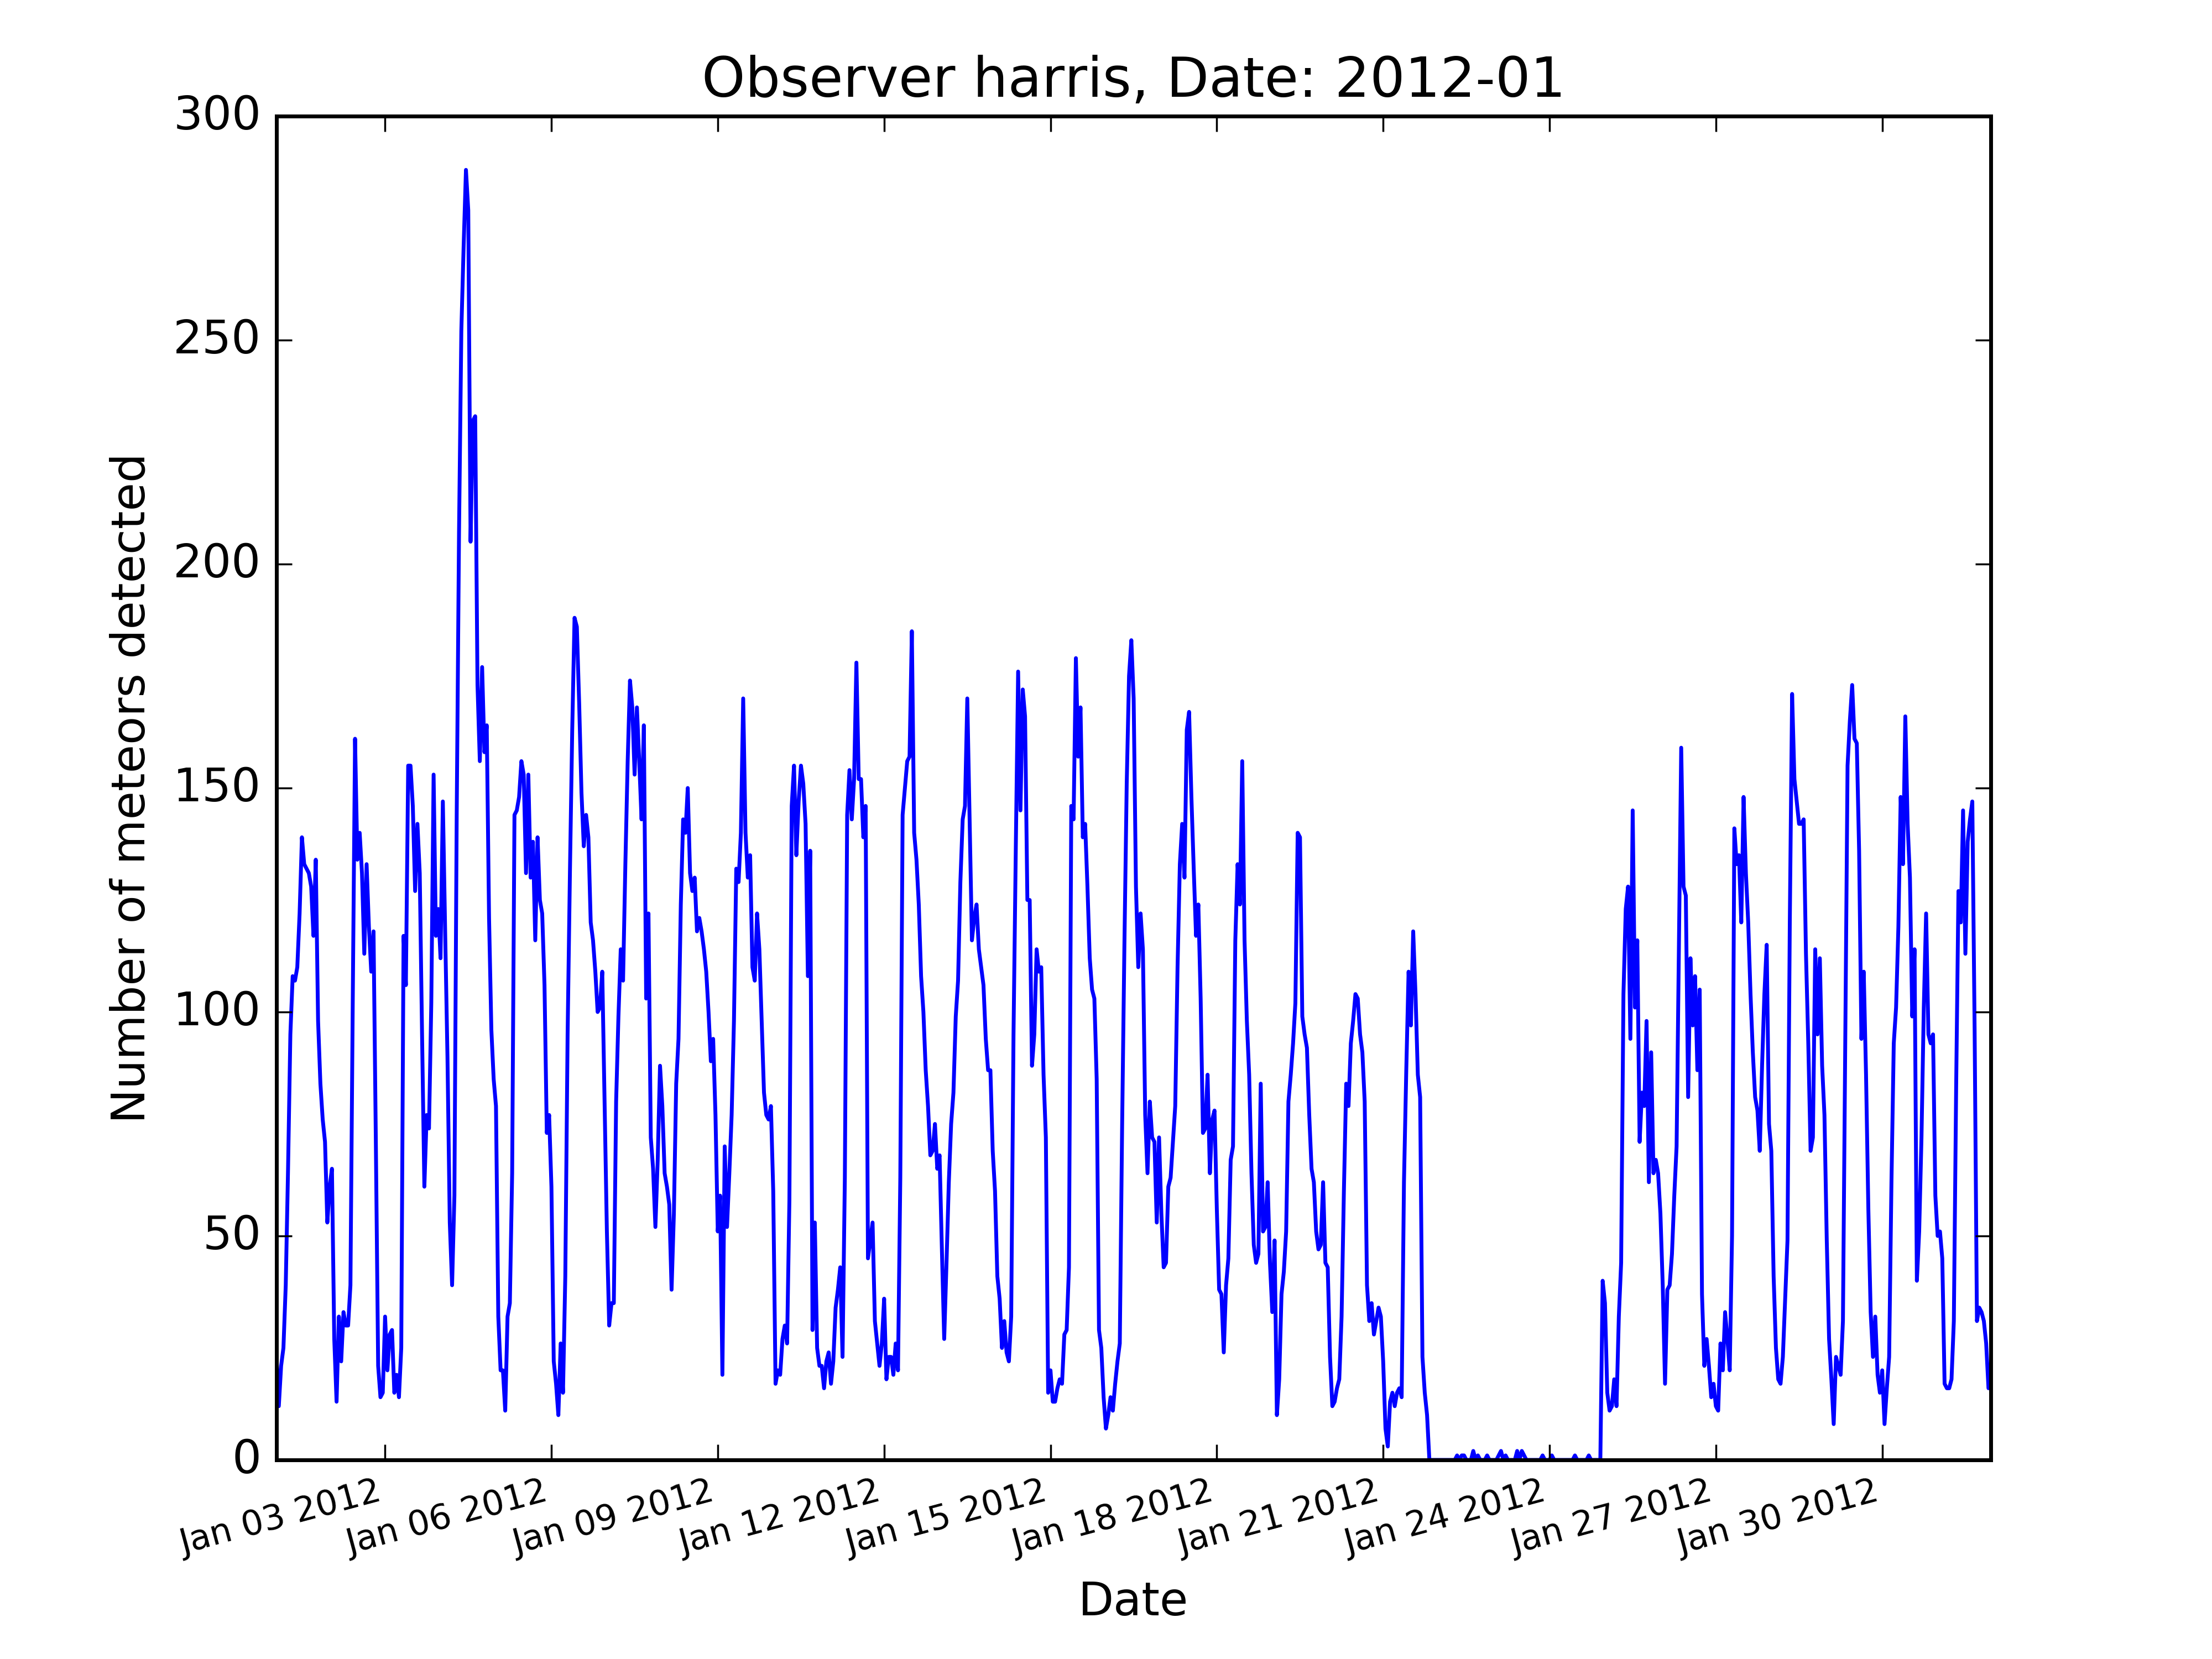 Observer harris, Date: 2012-01
300
250
200
150
100
50
0
Number of meteors detected
Jan 03 2012
Jan 06 2012
Jan 09 2012
Jan 12 2012
Jan 15 2012
Jan 18 2012
Jan 21 2012
Jan 24 2012
Jan 27 2012
Jan 30 2012
Date